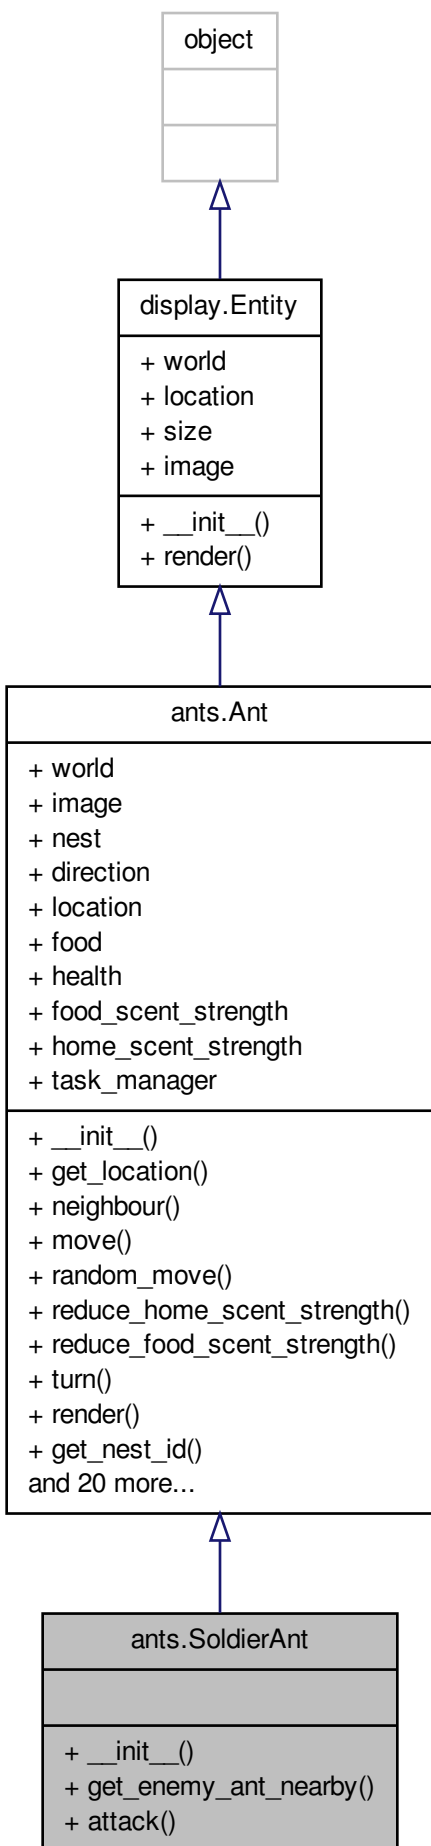 object
display.Entity
+ world
+ location
+ size
+ image
+ __init__()
+ render()
ants.Ant
+ world
+ image
+ nest
+ direction
+ location
+ food
+ health
+ food_scent_strength
+ home_scent_strength
+ task_manager
+ __init__()
+ get_location()
+ neighbour()
+ move()
+ random_move()
+ reduce_home_scent_strength()
+ reduce_food_scent_strength()
+ turn()
+ render()
+ get_nest_id()
and 20 more...
ants.SoldierAnt
+ __init__()
+ get_enemy_ant_nearby()
+ attack()